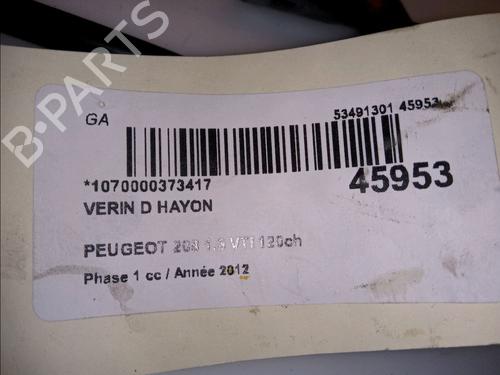 GA
53491301 45953
*1070000373417
45953
VERIN D HAYON
PEUGEOT 208 1.6 VTI 120ch
Phase 1 cc / Année 2012
B-PARTS